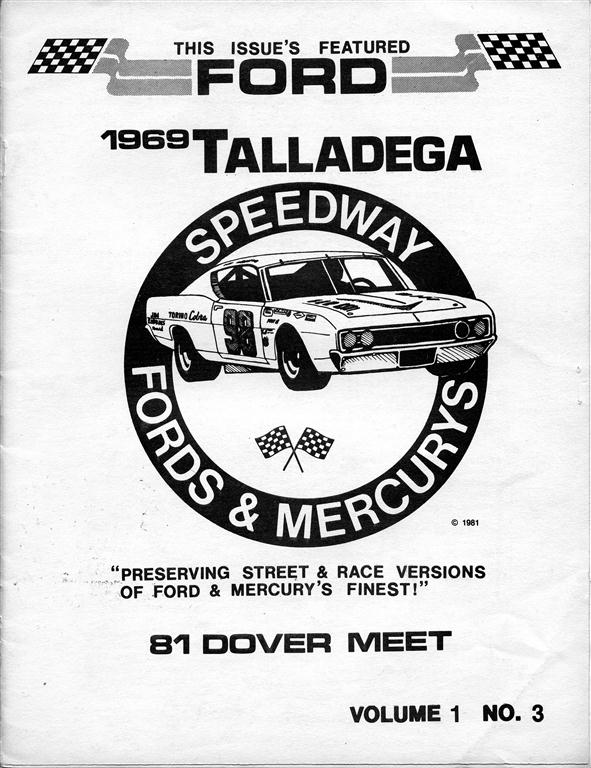 THIS ISSUE'S FEATURED
FORD
1969 TALLADEGA
SPEEDWAY
TORINO Cobra
98
FORDS & MERCURYS
© 1981
"PRESERVING STREET & RACE VERSIONS
OF FORD & MERCURY'S FINEST!"
81 DOVER MEET
VOLUME 1 NO. 3